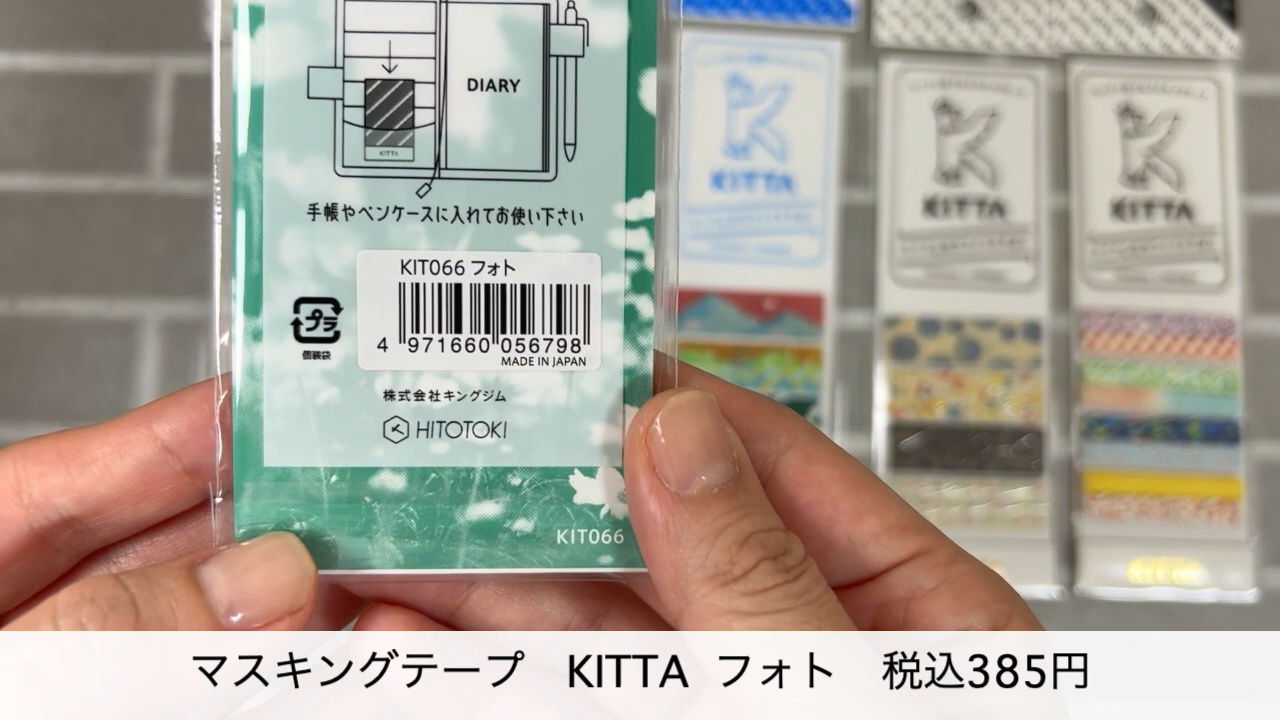 DIARY
KITTA
手帳やペンケースに入れてお使い下さい
KIT066 フォト
プラ
個装袋
4 971660 056798
MADE IN JAPAN
株式会社キングジム
HITOTOKI
KIT066
KITTA
KITTA
KITTA
マスキングテープ KITTA フォト 税込385円